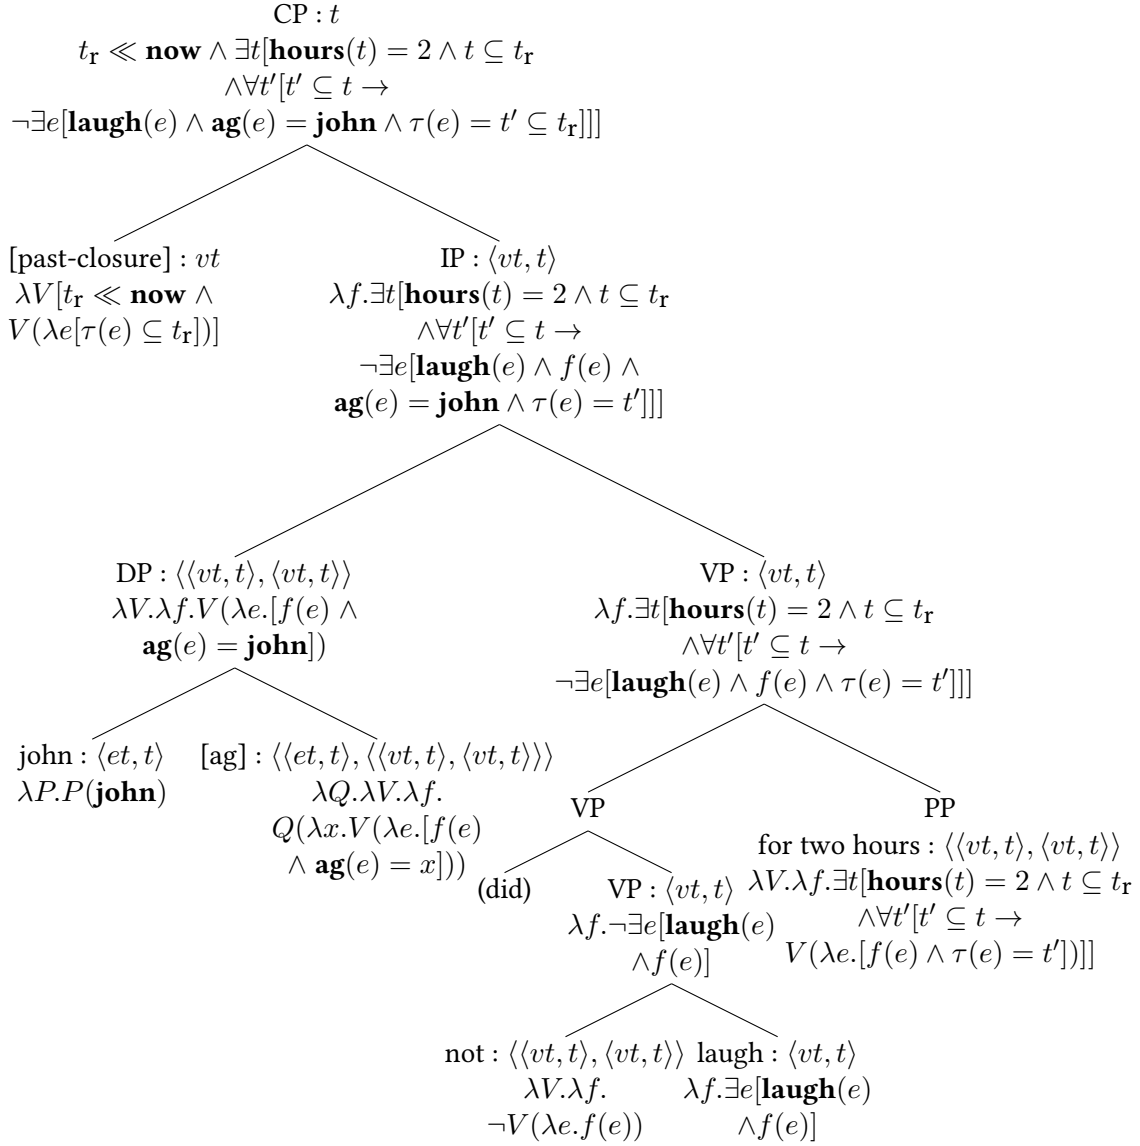 CP : t
t_r ≪ now ∧ ∃t[hours(t) = 2 ∧ t ⊆ t_r
∧∀t′[t′ ⊆ t →
¬∃e[laugh(e) ∧ ag(e) = john ∧ τ(e) = t′ ⊆ t_r]]]
[past-closure] : vt
λV[t_r ≪ now ∧
V(λe[τ(e) ⊆ t_r])]
IP : ⟨vt, t⟩
λf.∃t[hours(t) = 2 ∧ t ⊆ t_r
∧∀t′[t′ ⊆ t →
¬∃e[laugh(e) ∧ f(e) ∧
ag(e) = john ∧ τ(e) = t′]]]
DP : ⟨⟨vt, t⟩, ⟨vt, t⟩⟩
λV.λf.V(λe.[f(e) ∧
ag(e) = john])
VP : ⟨vt, t⟩
λf.∃t[hours(t) = 2 ∧ t ⊆ t_r
∧∀t′[t′ ⊆ t →
¬∃e[laugh(e) ∧ f(e) ∧ τ(e) = t′]]]
john : ⟨et, t⟩
λP.P(john)
[ag] : ⟨⟨et, t⟩, ⟨⟨vt, t⟩, ⟨vt, t⟩⟩⟩
λQ.λV.λf.
Q(λx.V(λe.[f(e)
∧ ag(e) = x]))
VP
PP
for two hours : ⟨⟨vt, t⟩, ⟨vt, t⟩⟩
λV.λf.∃t[hours(t) = 2 ∧ t ⊆ t_r
∧∀t′[t′ ⊆ t →
V(λe.[f(e) ∧ τ(e) = t′])]]
(did)
VP : ⟨vt, t⟩
λf.¬∃e[laugh(e)
∧f(e)]
not : ⟨⟨vt, t⟩, ⟨vt, t⟩⟩
λV.λf.
¬V(λe.f(e))
laugh : ⟨vt, t⟩
λf.∃e[laugh(e)
∧f(e)]